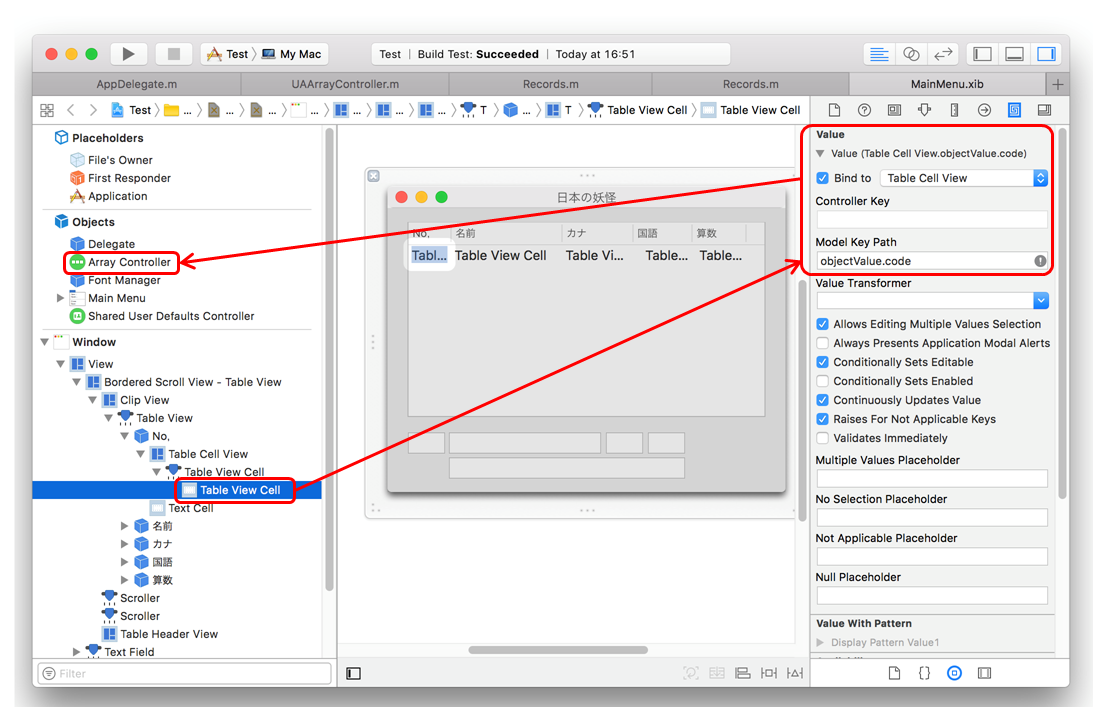 Test
My Mac
Test | Build Test: Succeeded | Today at 16:51
AppDelegate.m
UAArrayController.m
Records.m
Records.m
MainMenu.xib
Test
...
...
...
...
...
...
...
T
...
T
Table View Cell
Table View Cell
Placeholders
File's Owner
First Responder
Application
Objects
Delegate
Array Controller
Font Manager
Main Menu
Shared User Defaults Controller
Window
View
Bordered Scroll View - Table View
Clip View
Table View
No,
Table Cell View
Table View Cell
Table View Cell
Text Cell
名前
カナ
国語
算数
Scroller
Scroller
Table Header View
Text Field
Filter
日本の妖怪
No, 名前 カナ 国語 算数
Tabl... Table View Cell Table Vi... Table... Table...
Value
Value (Table Cell View.objectValue.code)
Bind to Table Cell View
Controller Key
Model Key Path
objectValue.code
Value Transformer
Allows Editing Multiple Values Selection
Always Presents Application Modal Alerts
Conditionally Sets Editable
Conditionally Sets Enabled
Continuously Updates Value
Raises For Not Applicable Keys
Validates Immediately
Multiple Values Placeholder
No Selection Placeholder
Not Applicable Placeholder
Null Placeholder
Value With Pattern
Display Pattern Value1